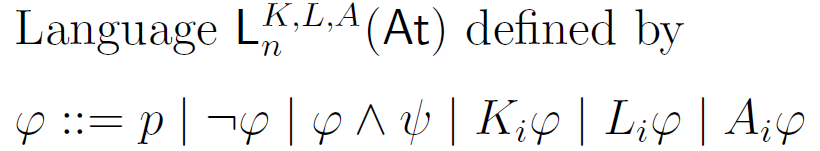 Language L_n^{K,L,A}(At) defined by
φ ::= p | ¬φ | φ ∧ ψ | K_iφ | L_iφ | A_iφ